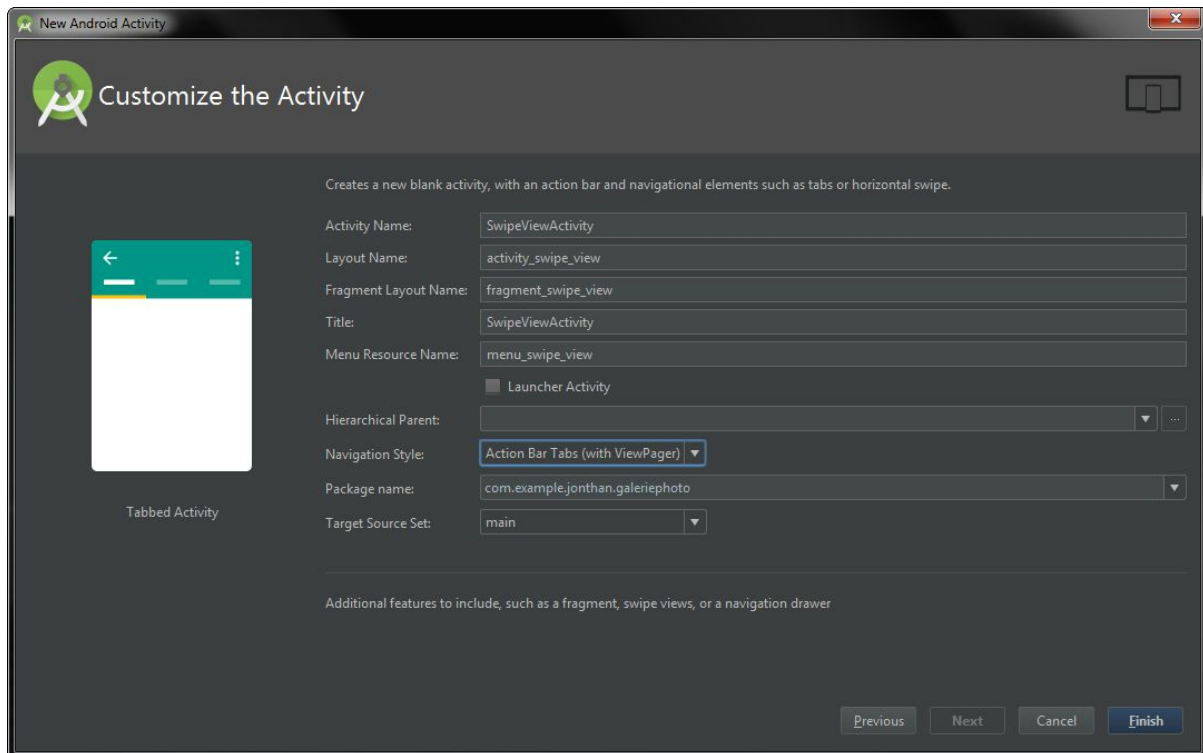 New Android Activity
Customize the Activity
Creates a new blank activity, with an action bar and navigational elements such as tabs or horizontal swipe.
Activity Name: SwipeViewActivity
Layout Name: activity_swipe_view
Fragment Layout Name: fragment_swipe_view
Title: SwipeViewActivity
Menu Resource Name: menu_swipe_view
Launcher Activity
Hierarchical Parent: ...
Navigation Style: Action Bar Tabs (with ViewPager)
Package name: com.example.jonthan.galeriephoto
Target Source Set: main
Tabbed Activity
Additional features to include, such as a fragment, swipe views, or a navigation drawer
Previous Next Cancel Finish